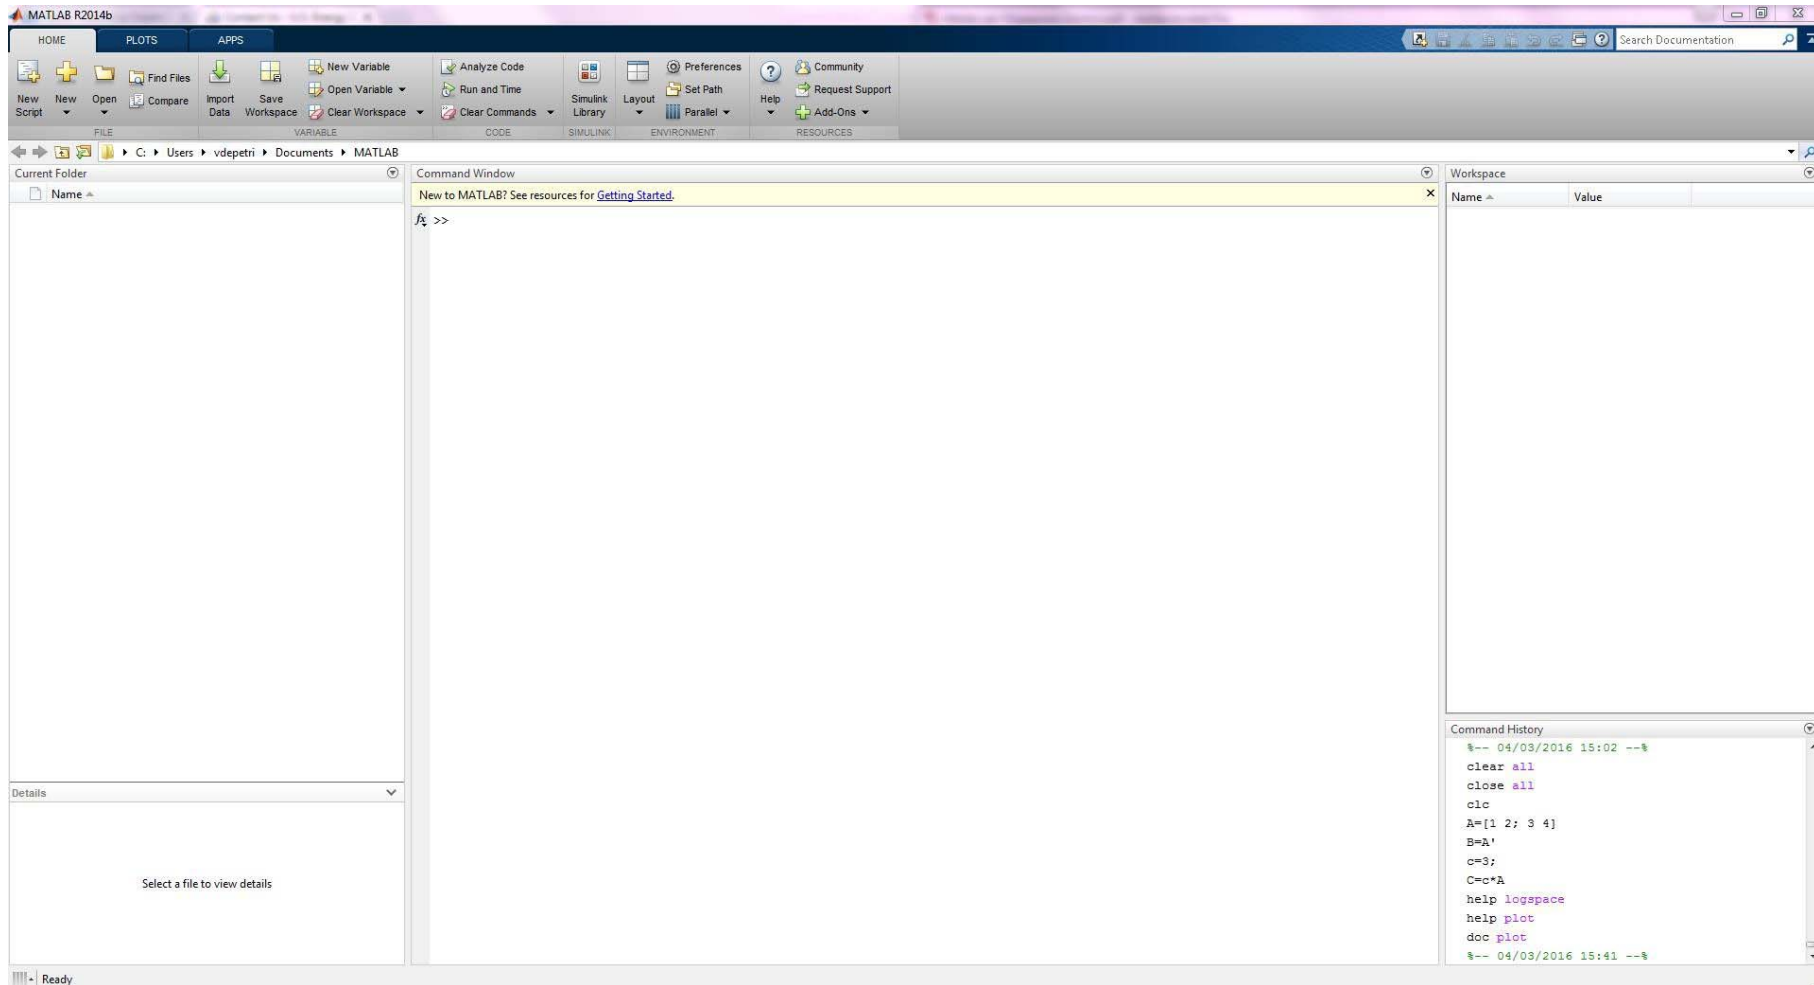 MATLAB R2014b
HOME PLOTS APPS
Search Documentation
New Script
New
Open
Find Files
Compare
FILE
Import Data
Save Workspace
New Variable
Open Variable
Clear Workspace
VARIABLE
Analyze Code
Run and Time
Clear Commands
CODE
Simulink Library
SIMULINK
Layout
Preferences
Set Path
Parallel
ENVIRONMENT
Help
Community
Request Support
Add-Ons
RESOURCES
C: Users vdepetri Documents MATLAB
Current Folder
Name
Details
Select a file to view details
Command Window
New to MATLAB? See resources for Getting Started.
fx >>
Workspace
Name Value
Command History
%-- 04/03/2016 15:02 --%
clear all
close all
clc
A=[1 2; 3 4]
B=A'
c=3;
C=c*A
help logspace
help plot
doc plot
%-- 04/03/2016 15:41 --%
Ready